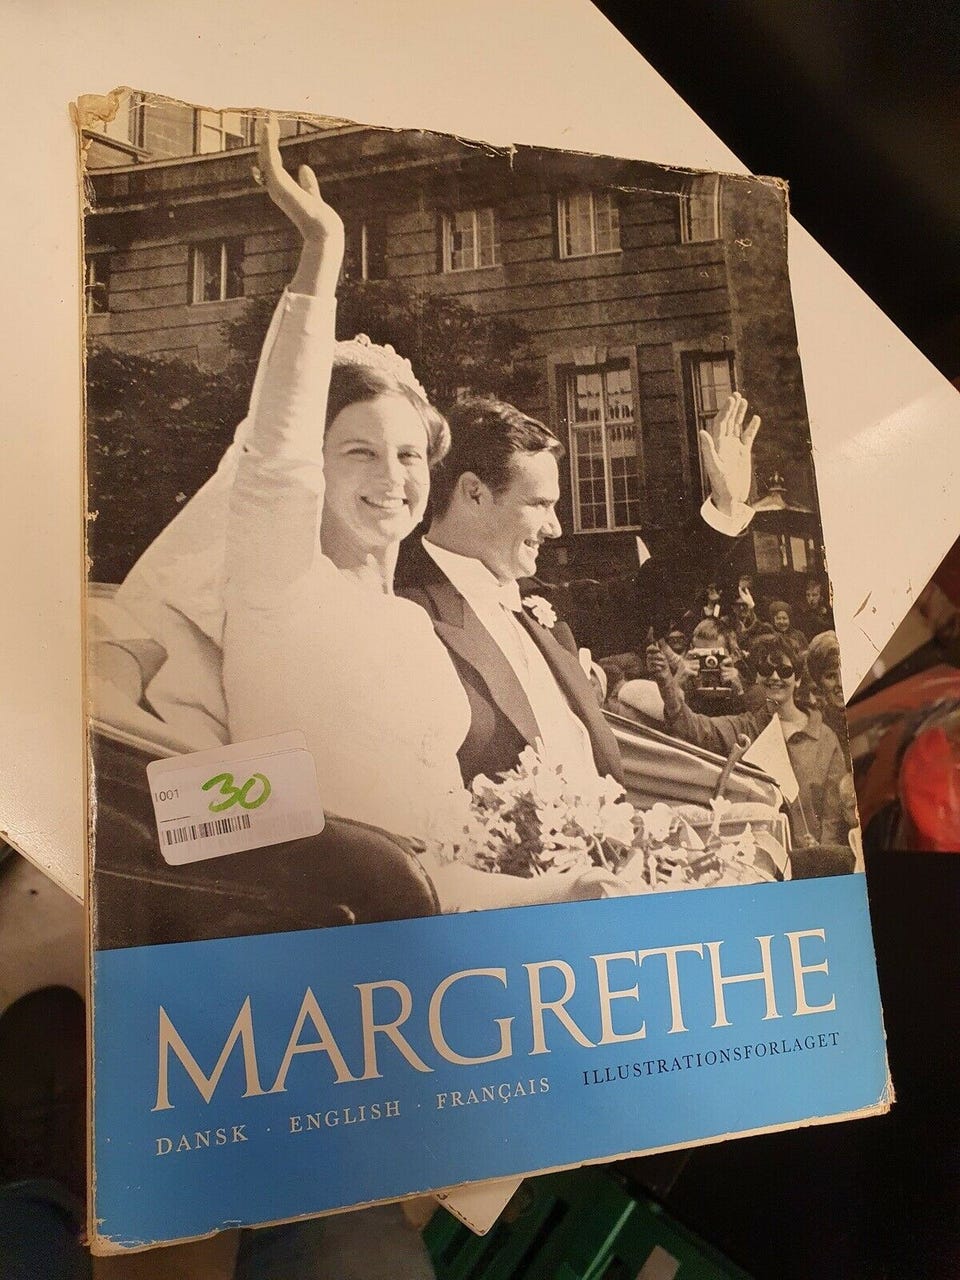 1001
30
MARGRETHE
DANSK · ENGLISH · FRANÇAIS ILLUSTRATIONSFORLAGET